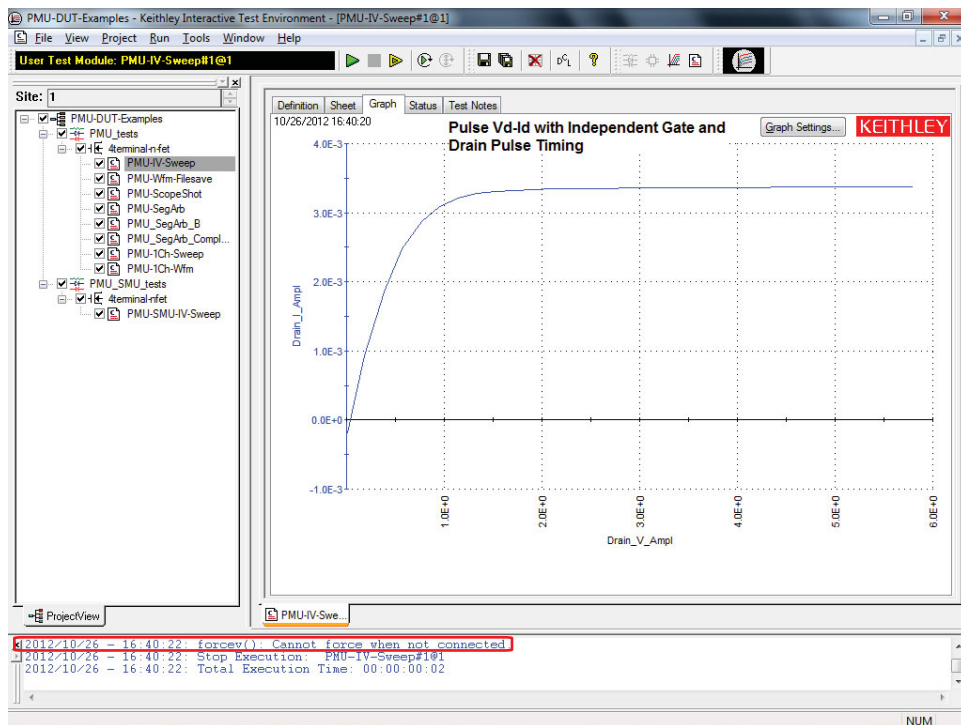 PMU-DUT-Examples - Keithley Interactive Test Environment - [PMU-IV-Sweep#1@1]
File View Project Run Tools Window Help
User Test Module: PMU-IV-Sweep#1@1
Site: 1
PMU-DUT-Examples
PMU_tests
4terminal-n-fet
PMU-IV-Sweep
PMU-Wfm-Filesave
PMU-ScopeShot
PMU-SegArb
PMU_SegArb_B
PMU_SegArb_Compl...
PMU-1Ch-Sweep
PMU-1Ch-Wfm
PMU_SMU_tests
4terminal-nfet
PMU-SMU-IV-Sweep
ProjectView
Definition Sheet Graph Status Test Notes
10/26/2012 16:40:20
Pulse Vd-Id with Independent Gate and
Drain Pulse Timing
Graph Settings...
KEITHLEY
4.0E-3
3.0E-3
2.0E-3
1.0E-3
0.0E+0
-1.0E-3
Drain_I_Ampl
1.0E+0
2.0E+0
3.0E+0
4.0E+0
5.0E+0
6.0E+0
Drain_V_Ampl
PMU-IV-Swe...
2012/10/26 - 16:40:22: forcev(): Cannot force when not connected
2012/10/26 - 16:40:22: Stop Execution: PMU-IV-Sweep#1@1
2012/10/26 - 16:40:22: Total Execution Time: 00:00:00:02
NUM